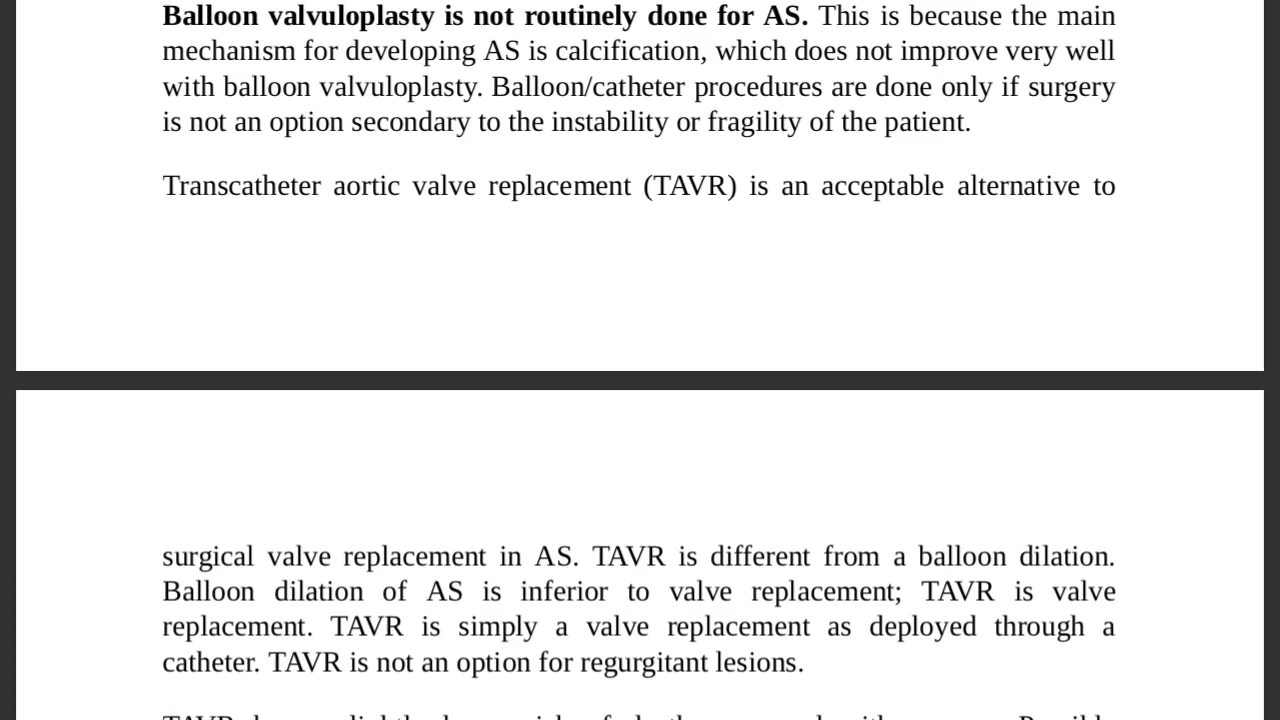 Balloon valvuloplasty is not routinely done for AS. This is because the main
mechanism for developing AS is calcification, which does not improve very well
with balloon valvuloplasty. Balloon/catheter procedures are done only if surgery
is not an option secondary to the instability or fragility of the patient.
Transcatheter aortic valve replacement (TAVR) is an acceptable alternative to
surgical valve replacement in AS. TAVR is different from a balloon dilation.
Balloon dilation of AS is inferior to valve replacement; TAVR is valve
replacement. TAVR is simply a valve replacement as deployed through a
catheter. TAVR is not an option for regurgitant lesions.